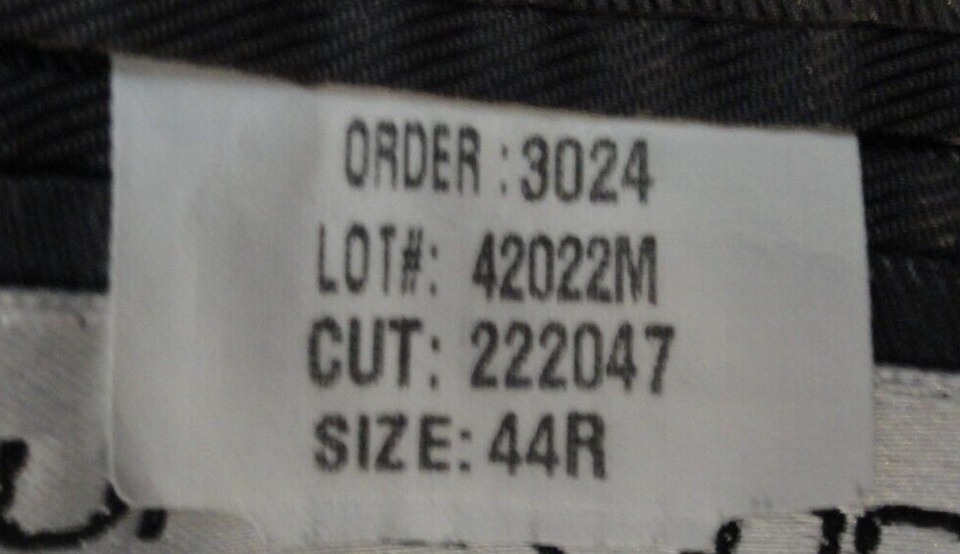 ORDER : 3024
LOT#: 42022M
CUT: 222047
SIZE: 44R